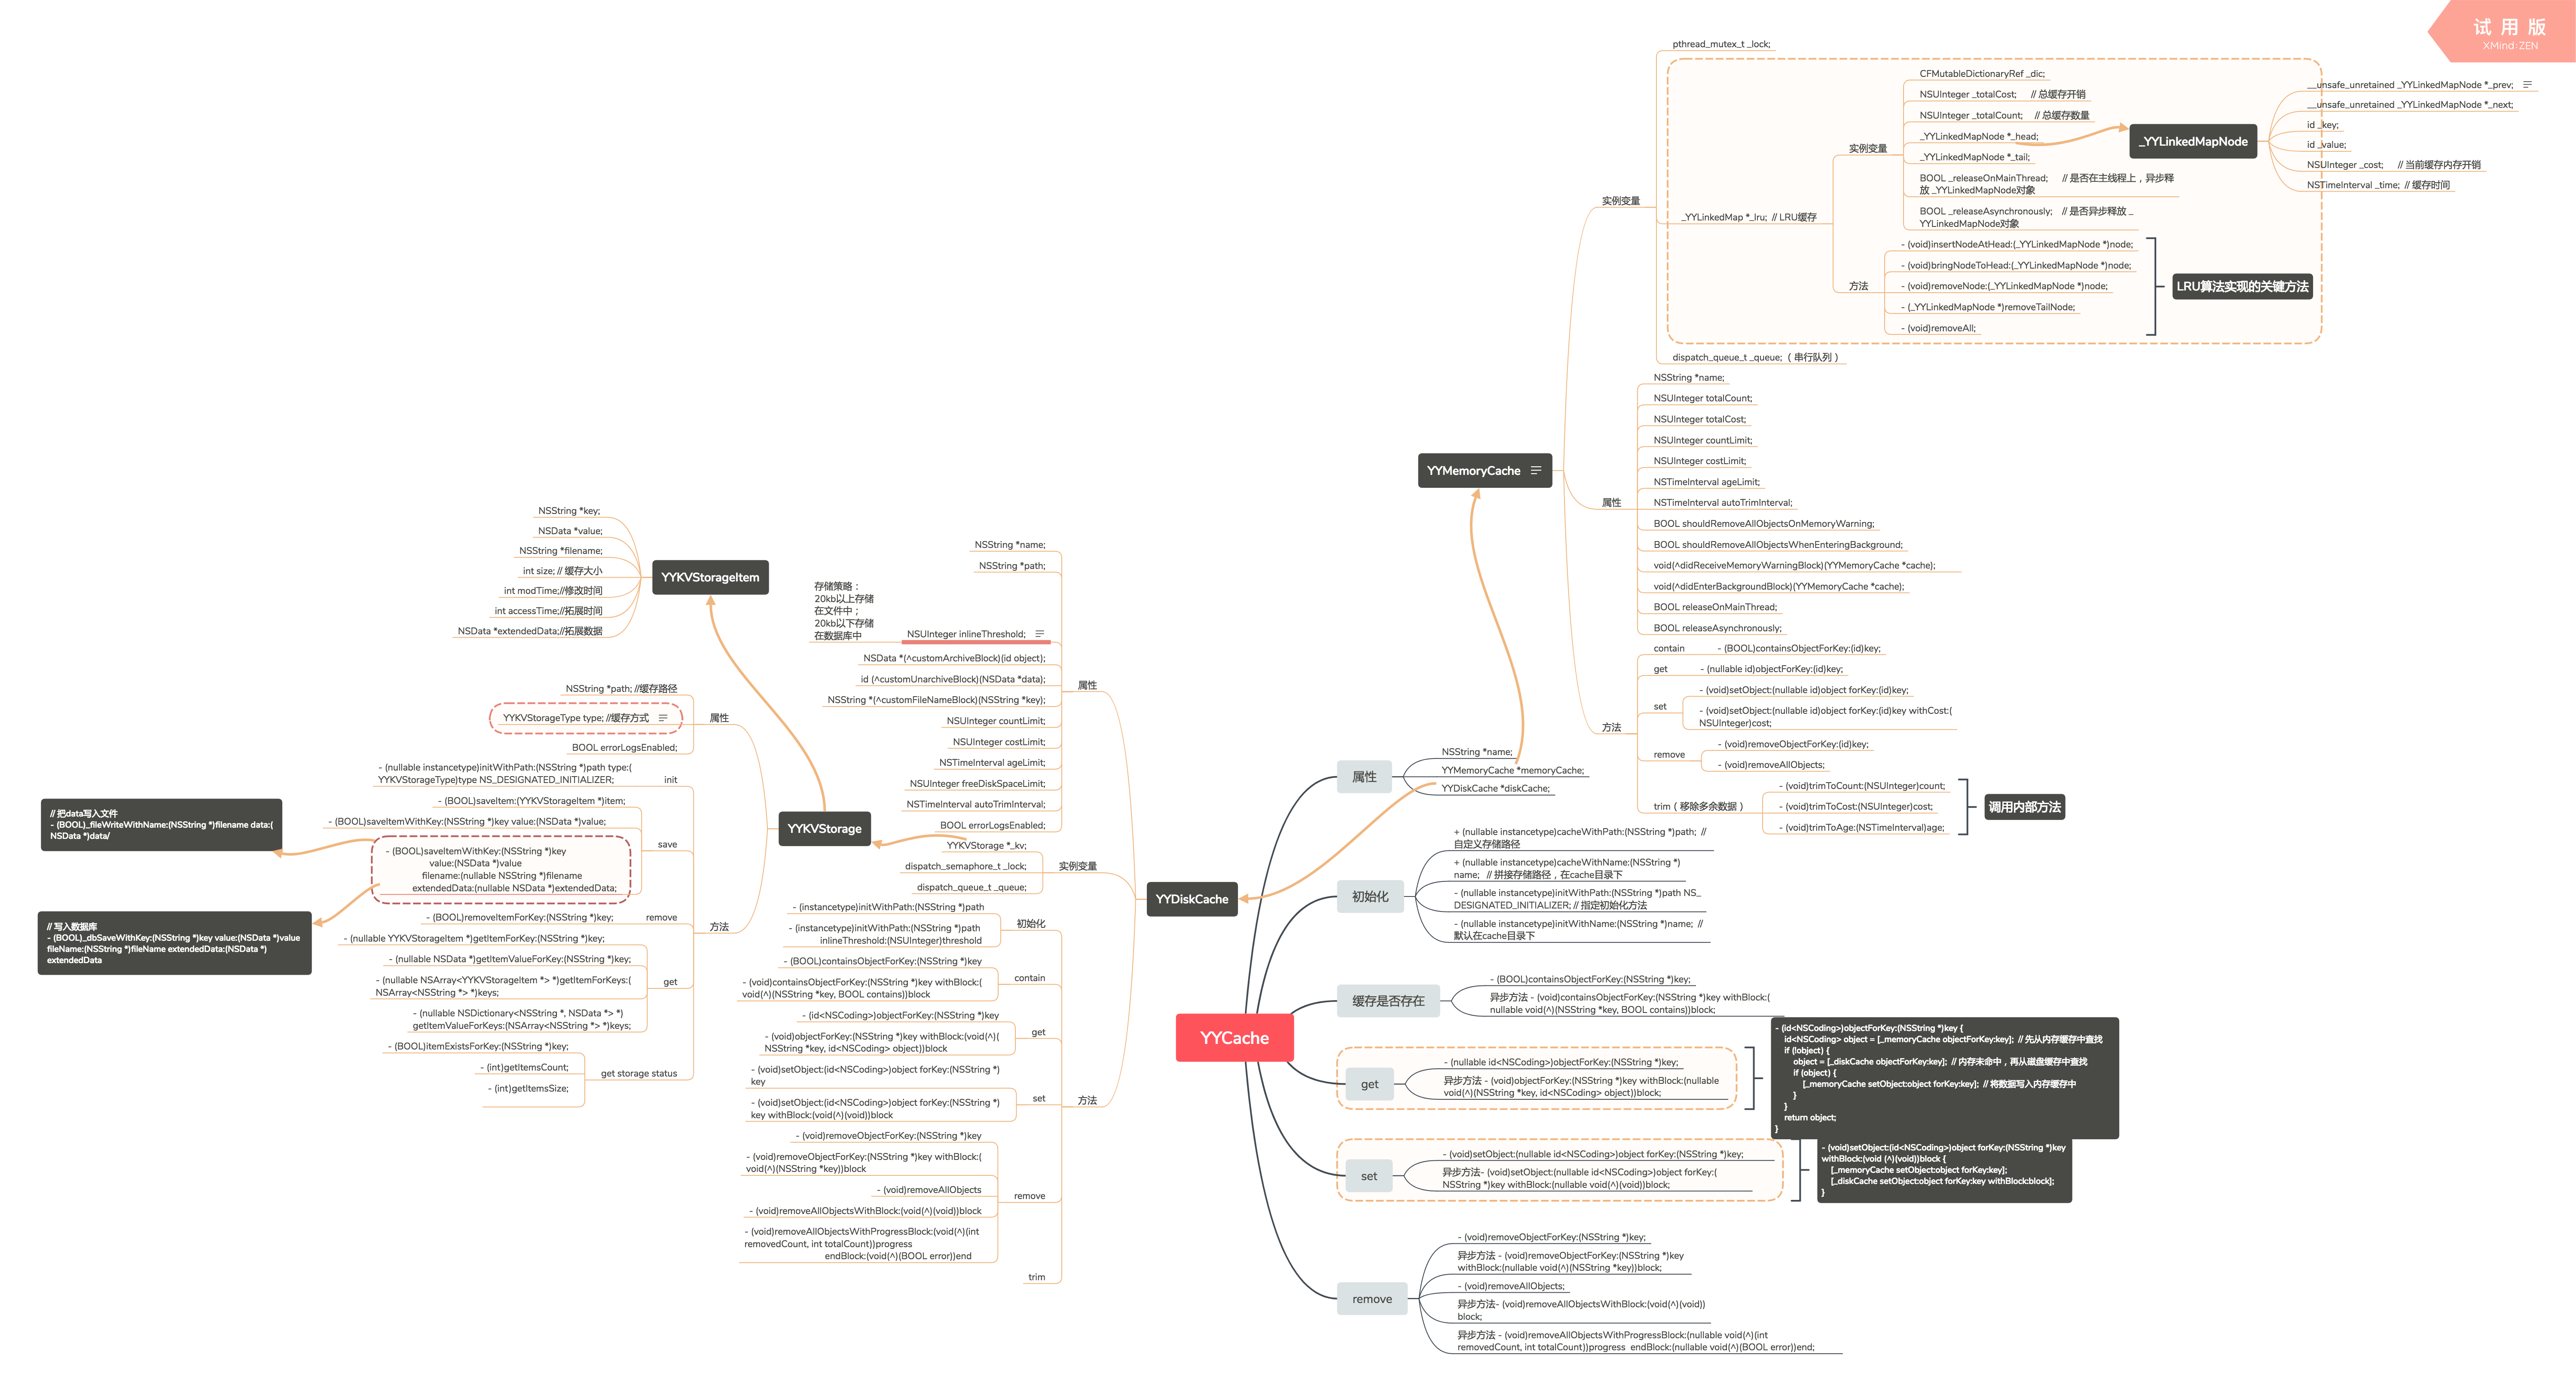 试 用 版
XMind:ZEN
YYCache
属性
NSString *name;
YYMemoryCache *memoryCache;
YYDiskCache *diskCache;
初始化
+ (nullable instancetype)cacheWithPath:(NSString *)path;  //
自定义存储路径
+ (nullable instancetype)cacheWithName:(NSString *)
name;   // 拼接存储路径，在cache目录下
- (nullable instancetype)initWithPath:(NSString *)path NS_
DESIGNATED_INITIALIZER; // 指定初始化方法
- (nullable instancetype)initWithName:(NSString *)name;  //
默认在cache目录下
缓存是否存在
- (BOOL)containsObjectForKey:(NSString *)key;
异步方法 - (void)containsObjectForKey:(NSString *)key withBlock:(
nullable void(^)(NSString *key, BOOL contains))block;
get
- (nullable id<NSCoding>)objectForKey:(NSString *)key;
异步方法 - (void)objectForKey:(NSString *)key withBlock:(nullable
void(^)(NSString *key, id<NSCoding> object))block;
- (id<NSCoding>)objectForKey:(NSString *)key {
id<NSCoding> object = [_memoryCache objectForKey:key];  // 先从内存缓存中查找
if (!object) {
object = [_diskCache objectForKey:key];  // 内存未命中，再从磁盘缓存中查找
if (object) {
[_memoryCache setObject:object forKey:key];  // 将数据写入内存缓存中
}
}
return object;
}
set
- (void)setObject:(nullable id<NSCoding>)object forKey:(NSString *)key;
异步方法- (void)setObject:(nullable id<NSCoding>)object forKey:(
NSString *)key withBlock:(nullable void(^)(void))block;
- (void)setObject:(id<NSCoding>)object forKey:(NSString *)key
withBlock:(void (^)(void))block {
[_memoryCache setObject:object forKey:key];
[_diskCache setObject:object forKey:key withBlock:block];
}
remove
- (void)removeObjectForKey:(NSString *)key;
异步方法 - (void)removeObjectForKey:(NSString *)key
withBlock:(nullable void(^)(NSString *key))block;
- (void)removeAllObjects;
异步方法- (void)removeAllObjectsWithBlock:(void(^)(void))
block;
异步方法 - (void)removeAllObjectsWithProgressBlock:(nullable void(^)(int
removedCount, int totalCount))progress  endBlock:(nullable void(^)(BOOL error))end;
YYMemoryCache
实例变量
pthread_mutex_t _lock;
_YYLinkedMap *_lru;  // LRU缓存
实例变量
CFMutableDictionaryRef _dic;
NSUInteger _totalCost;      // 总缓存开销
NSUInteger _totalCount;     // 总缓存数量
_YYLinkedMapNode *_head;
_YYLinkedMapNode *_tail;
BOOL _releaseOnMainThread;      // 是否在主线程上，异步释
放 _YYLinkedMapNode对象
BOOL _releaseAsynchronously;    // 是否异步释放 _
YYLinkedMapNode对象
_YYLinkedMapNode
__unsafe_unretained _YYLinkedMapNode *_prev;
__unsafe_unretained _YYLinkedMapNode *_next;
id _key;
id _value;
NSUInteger _cost;      // 当前缓存内存开销
NSTimeInterval _time;  // 缓存时间
方法
- (void)insertNodeAtHead:(_YYLinkedMapNode *)node;
- (void)bringNodeToHead:(_YYLinkedMapNode *)node;
- (void)removeNode:(_YYLinkedMapNode *)node;
- (_YYLinkedMapNode *)removeTailNode;
- (void)removeAll;
LRU算法实现的关键方法
dispatch_queue_t _queue; （ 串行队列 ）
属性
NSString *name;
NSUInteger totalCount;
NSUInteger totalCost;
NSUInteger countLimit;
NSUInteger costLimit;
NSTimeInterval ageLimit;
NSTimeInterval autoTrimInterval;
BOOL shouldRemoveAllObjectsOnMemoryWarning;
BOOL shouldRemoveAllObjectsWhenEnteringBackground;
void(^didReceiveMemoryWarningBlock)(YYMemoryCache *cache);
void(^didEnterBackgroundBlock)(YYMemoryCache *cache);
BOOL releaseOnMainThread;
BOOL releaseAsynchronously;
方法
contain
- (BOOL)containsObjectForKey:(id)key;
get
- (nullable id)objectForKey:(id)key;
set
- (void)setObject:(nullable id)object forKey:(id)key;
- (void)setObject:(nullable id)object forKey:(id)key withCost:(
NSUInteger)cost;
remove
- (void)removeObjectForKey:(id)key;
- (void)removeAllObjects;
trim（ 移除多余数据 ）
- (void)trimToCount:(NSUInteger)count;
- (void)trimToCost:(NSUInteger)cost;
- (void)trimToAge:(NSTimeInterval)age;
调用内部方法
YYDiskCache
属性
NSString *name;
NSString *path;
NSUInteger inlineThreshold;
存储策略：
20kb以上存储
在文件中；
20kb以下存储
在数据库中
NSData *(^customArchiveBlock)(id object);
id (^customUnarchiveBlock)(NSData *data);
NSString *(^customFileNameBlock)(NSString *key);
NSUInteger countLimit;
NSUInteger costLimit;
NSTimeInterval ageLimit;
NSUInteger freeDiskSpaceLimit;
NSTimeInterval autoTrimInterval;
BOOL errorLogsEnabled;
实例变量
YYKVStorage *_kv;
dispatch_semaphore_t _lock;
dispatch_queue_t _queue;
方法
初始化
- (instancetype)initWithPath:(NSString *)path
- (instancetype)initWithPath:(NSString *)path
inlineThreshold:(NSUInteger)threshold
contain
- (BOOL)containsObjectForKey:(NSString *)key
- (void)containsObjectForKey:(NSString *)key withBlock:(
void(^)(NSString *key, BOOL contains))block
get
- (id<NSCoding>)objectForKey:(NSString *)key
- (void)objectForKey:(NSString *)key withBlock:(void(^)(
NSString *key, id<NSCoding> object))block
set
- (void)setObject:(id<NSCoding>)object forKey:(NSString *)
key
- (void)setObject:(id<NSCoding>)object forKey:(NSString *)
key withBlock:(void(^)(void))block
remove
- (void)removeObjectForKey:(NSString *)key
- (void)removeObjectForKey:(NSString *)key withBlock:(
void(^)(NSString *key))block
- (void)removeAllObjects
- (void)removeAllObjectsWithBlock:(void(^)(void))block
- (void)removeAllObjectsWithProgressBlock:(void(^)(int
removedCount, int totalCount))progress
endBlock:(void(^)(BOOL error))end
trim
YYKVStorage
属性
NSString *path; //缓存路径
YYKVStorageType type; //缓存方式
BOOL errorLogsEnabled;
方法
init
- (nullable instancetype)initWithPath:(NSString *)path type:(
YYKVStorageType)type NS_DESIGNATED_INITIALIZER;
save
- (BOOL)saveItem:(YYKVStorageItem *)item;
- (BOOL)saveItemWithKey:(NSString *)key value:(NSData *)value;
- (BOOL)saveItemWithKey:(NSString *)key
value:(NSData *)value
filename:(nullable NSString *)filename
extendedData:(nullable NSData *)extendedData;
// 把data写入文件
- (BOOL)_fileWriteWithName:(NSString *)filename data:(
NSData *)data/
// 写入数据库
- (BOOL)_dbSaveWithKey:(NSString *)key value:(NSData *)value
fileName:(NSString *)fileName extendedData:(NSData *)
extendedData
remove
- (BOOL)removeItemForKey:(NSString *)key;
get
- (nullable YYKVStorageItem *)getItemForKey:(NSString *)key;
- (nullable NSData *)getItemValueForKey:(NSString *)key;
- (nullable NSArray<YYKVStorageItem *> *)getItemForKeys:(
NSArray<NSString *> *)keys;
- (nullable NSDictionary<NSString *, NSData *> *)
getItemValueForKeys:(NSArray<NSString *> *)keys;
get storage status
- (BOOL)itemExistsForKey:(NSString *)key;
- (int)getItemsCount;
- (int)getItemsSize;
YYKVStorageItem
NSString *key;
NSData *value;
NSString *filename;
int size; // 缓存大小
int modTime;//修改时间
int accessTime;//拓展时间
NSData *extendedData;//拓展数据